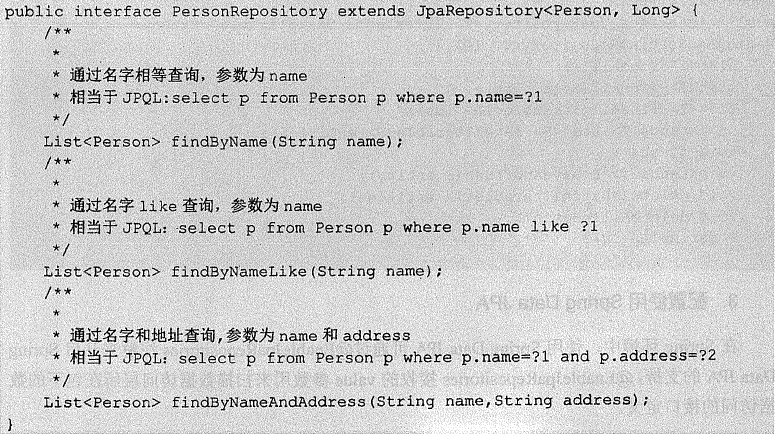 public interface PersonRepository extends JpaRepository<Person, Long> {
/**
*
* 通过名字相等查询，参数为 name
* 相当于 JPQL:select p from Person p where p.name=?1
*/
List<Person> findByName(String name);
/**
*
* 通过名字 like 查询，参数为 name
* 相当于 JPQL: select p from Person p where p.name like ?1
*/
List<Person> findByNameLike(String name);
/**
*
* 通过名字和地址查询,参数为 name 和 address
* 相当于 JPQL: select p from Person p where p.name=?1 and p.address=?2
*/
List<Person> findByNameAndAddress(String name,String address);
}